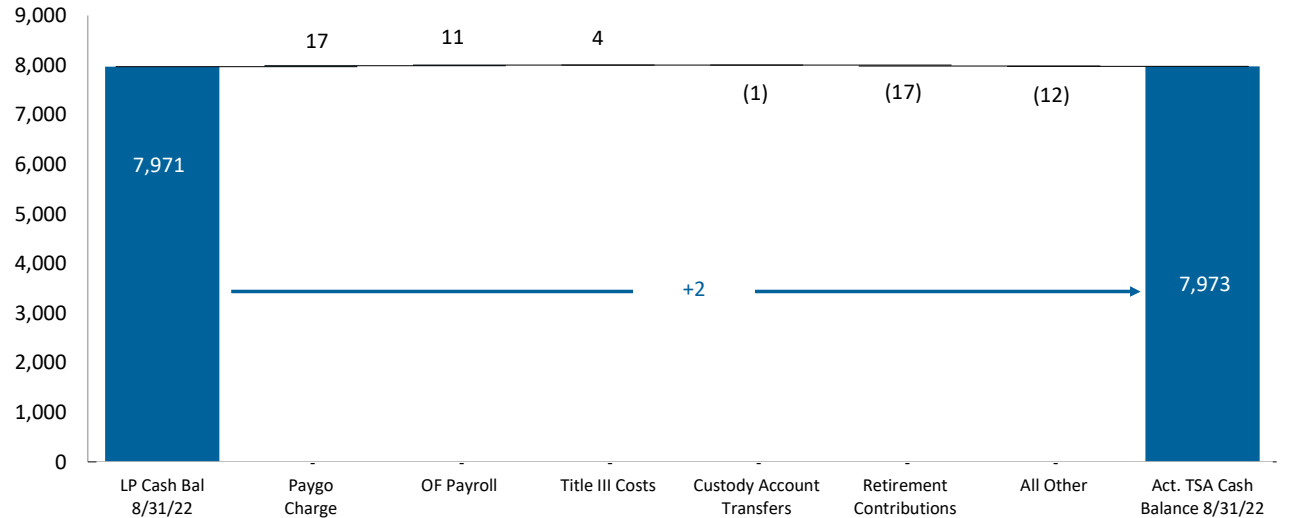 9,000
8,000
7,000
6,000
5,000
4,000
3,000
2,000
1,000
0
17
11
4
(1)
(17)
(12)
7,971
+2
7,973
LP Cash Bal
8/31/22
Paygo
Charge
OF Payroll
Title III Costs
Custody Account
Transfers
Retirement
Contributions
All Other
Act. TSA Cash
Balance 8/31/22